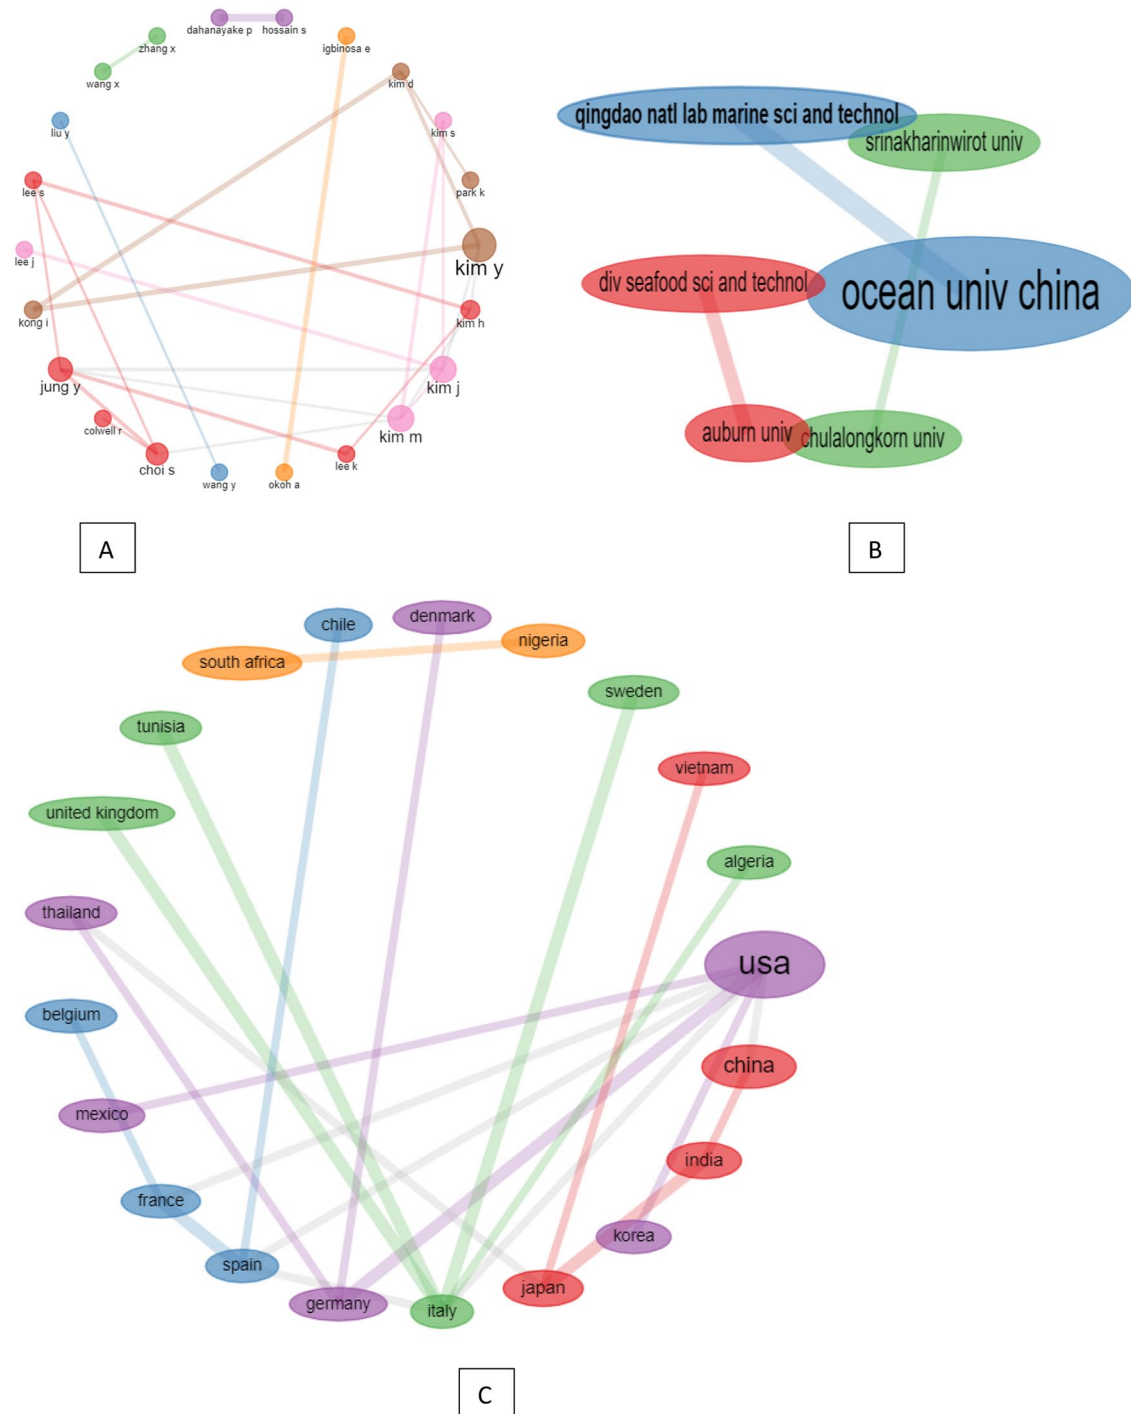 dahanayake p
hossain s
zhang x
igbinosa e
wang x
kim d
liu y
kim s
lee s
park k
lee j
kim y
kong i
kim h
jung y
kim j
colwell r
kim m
choi s
lee k
wang y
okoh a
A
qingdao natl lab marine sci and technol
srinakharinwirot univ
div seafood sci and technol
ocean univ china
auburn univ
chulalongkorn univ
B
chile
denmark
nigeria
south africa
sweden
tunisia
vietnam
united kingdom
algeria
thailand
usa
belgium
china
mexico
india
france
korea
spain
japan
germany
italy
C